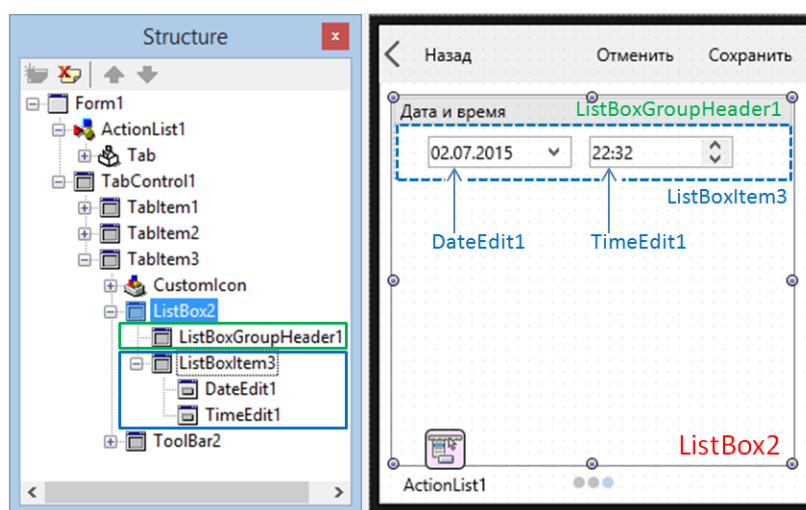 Structure
x
Form1
ActionList1
Tab
TabControl1
TabItem1
TabItem2
TabItem3
CustomIcon
ListBox2
ListBoxGroupHeader1
ListBoxItem3
DateEdit1
TimeEdit1
ToolBar2
Назад Отменить Сохранить
Дата и время ListBoxGroupHeader1
02.07.2015 22:32
ListBoxItem3
DateEdit1 TimeEdit1
ListBox2
ActionList1